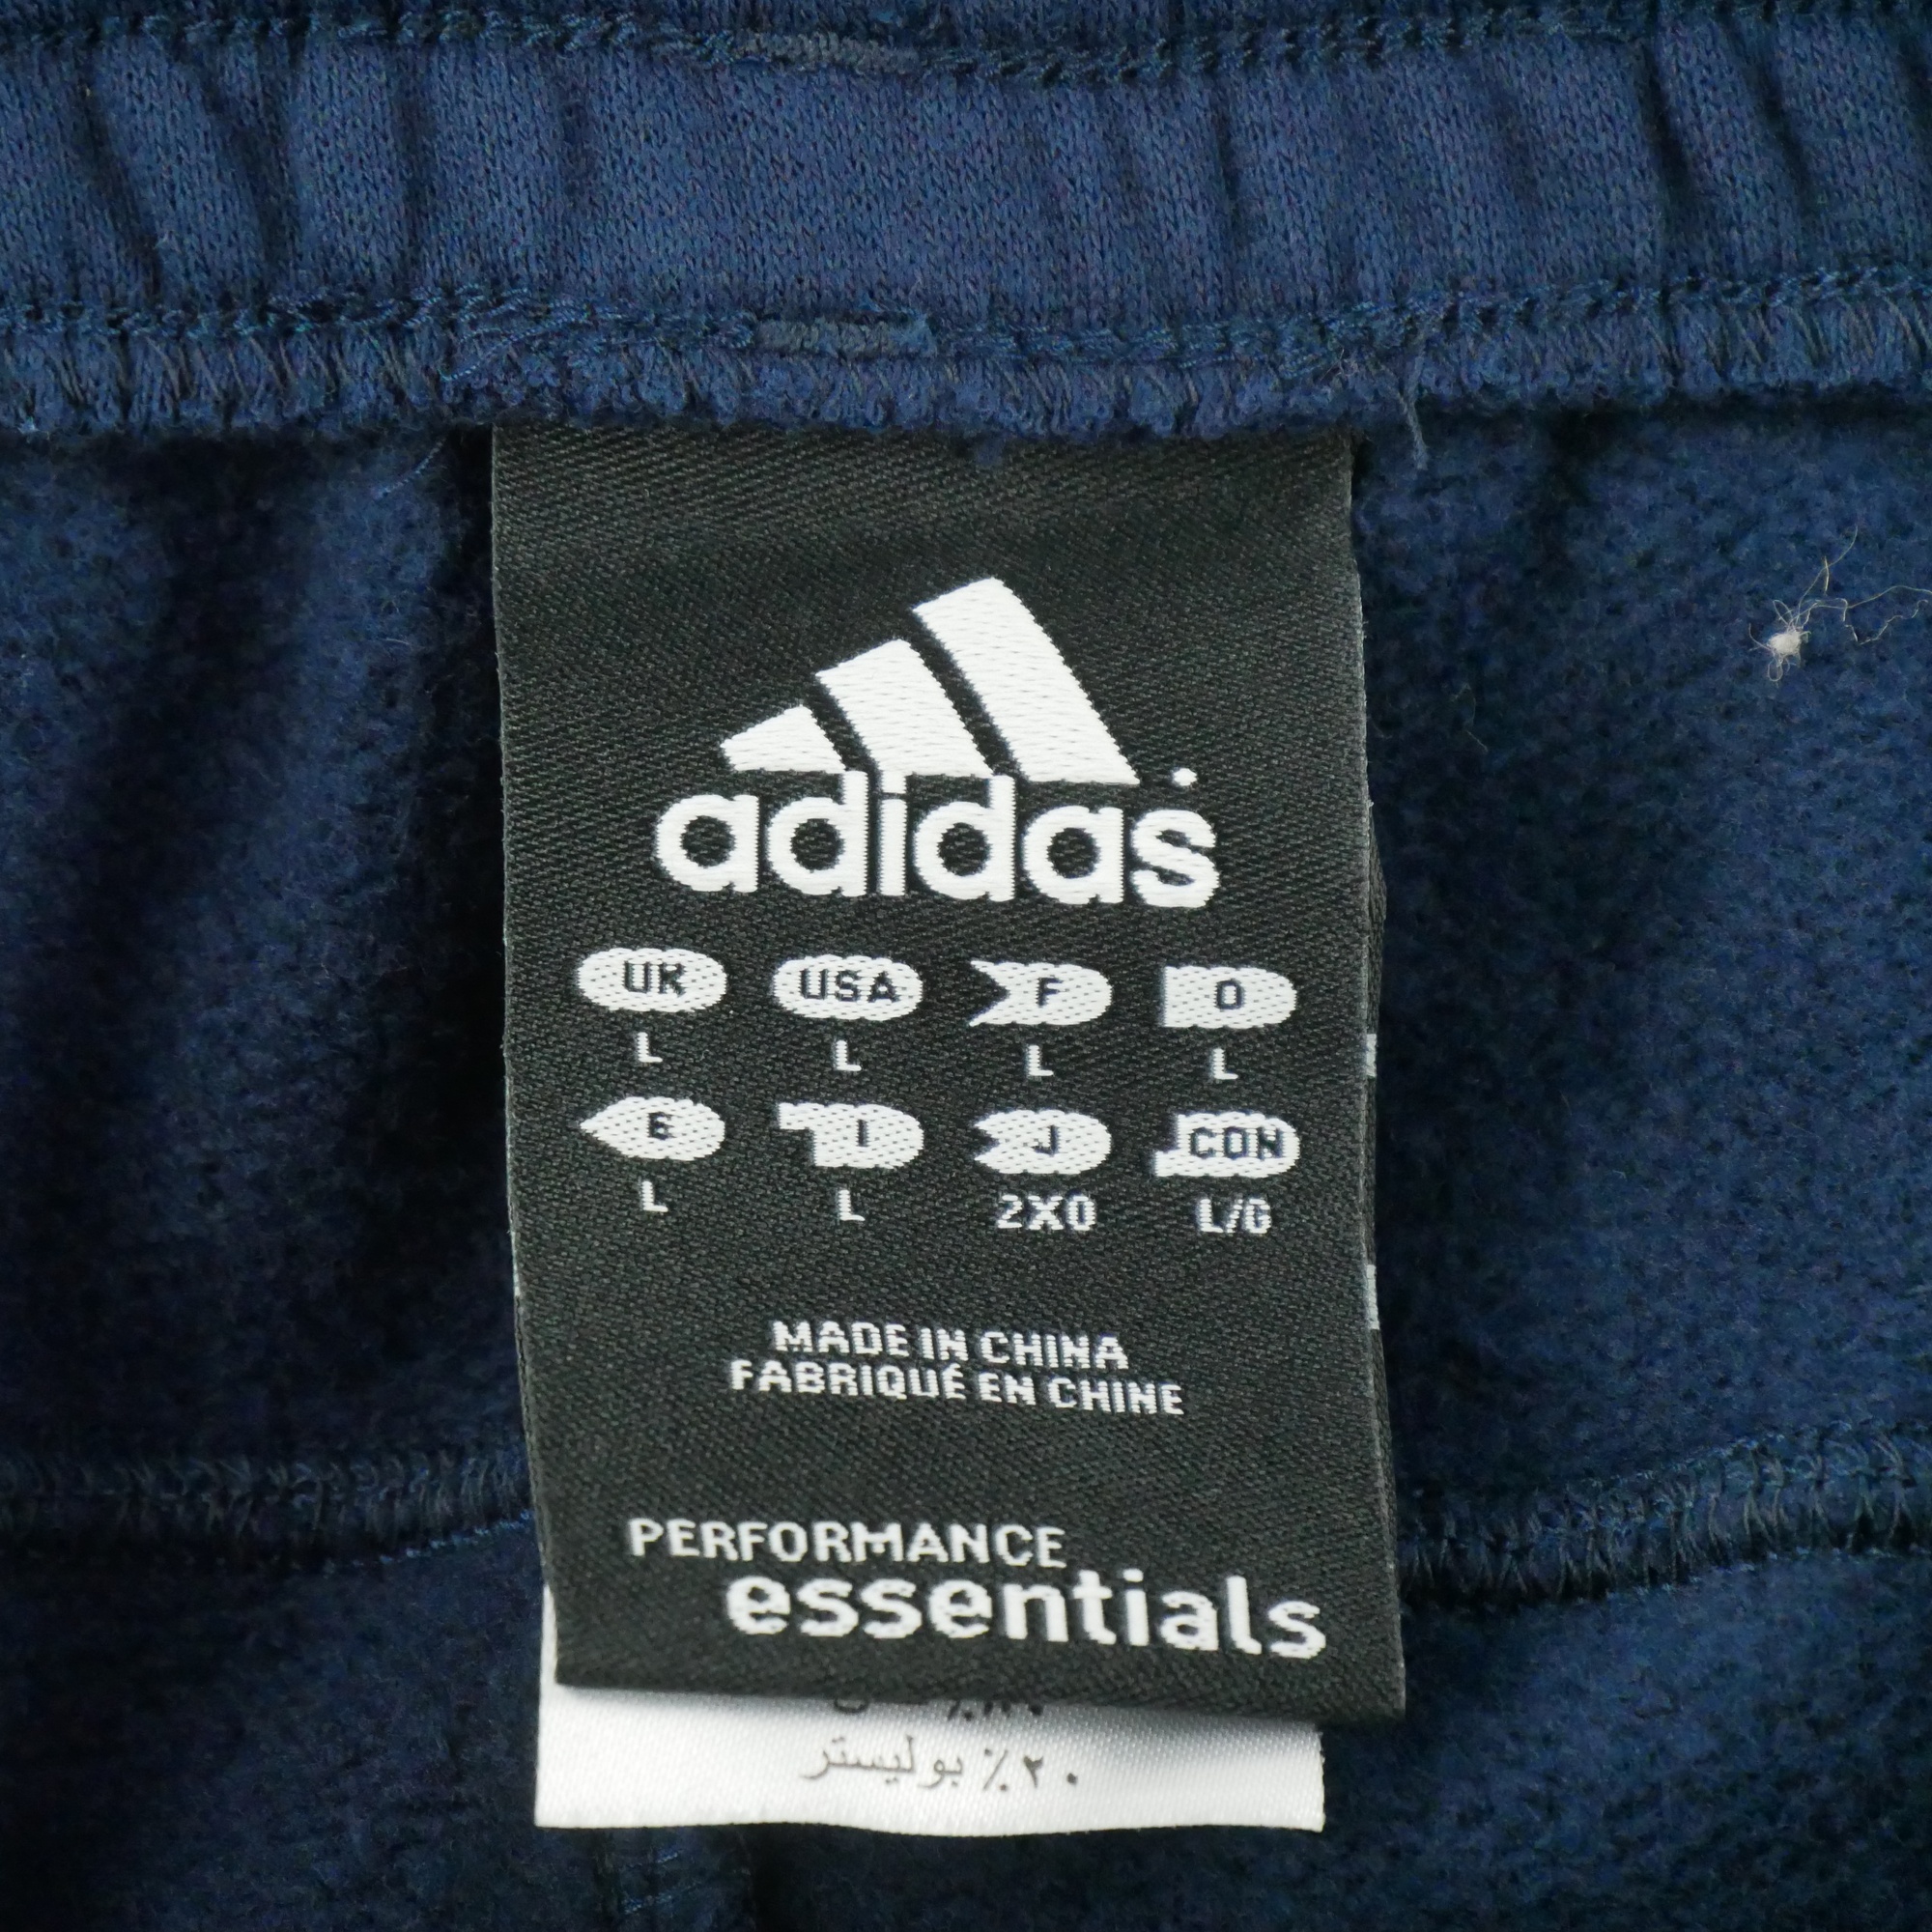 adidas
UK USA F D
L L L L
E I J CON
L L 2XO L/G
MADE IN CHINA
FABRIQUÉ EN CHINE
PERFORMANCE
essentials
٢٠٪ بوليستر